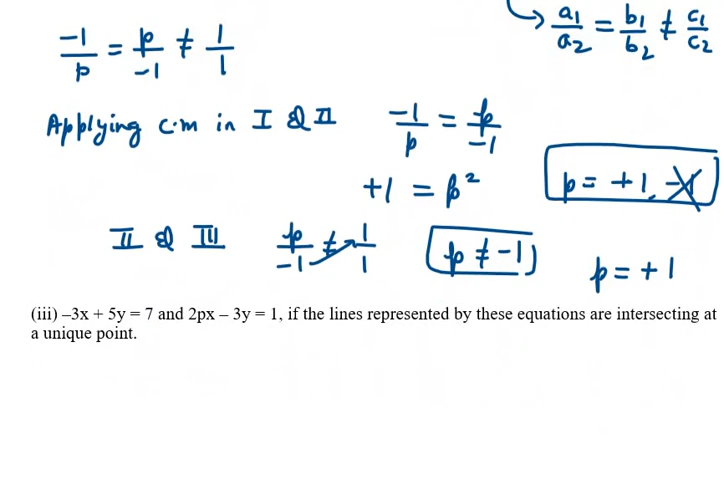 a1/a2 = b1/b2 ≠ c1/c2
-1/p = p/-1 ≠ 1/1
Applying c.m in I & II   -1/p = p/-1
+1 = p²   p = +1, -1
II & III   p/-1 ≠ 1/1   p ≠ -1   p = +1
(iii) –3x + 5y = 7 and 2px – 3y = 1, if the lines represented by these equations are intersecting at
a unique point.